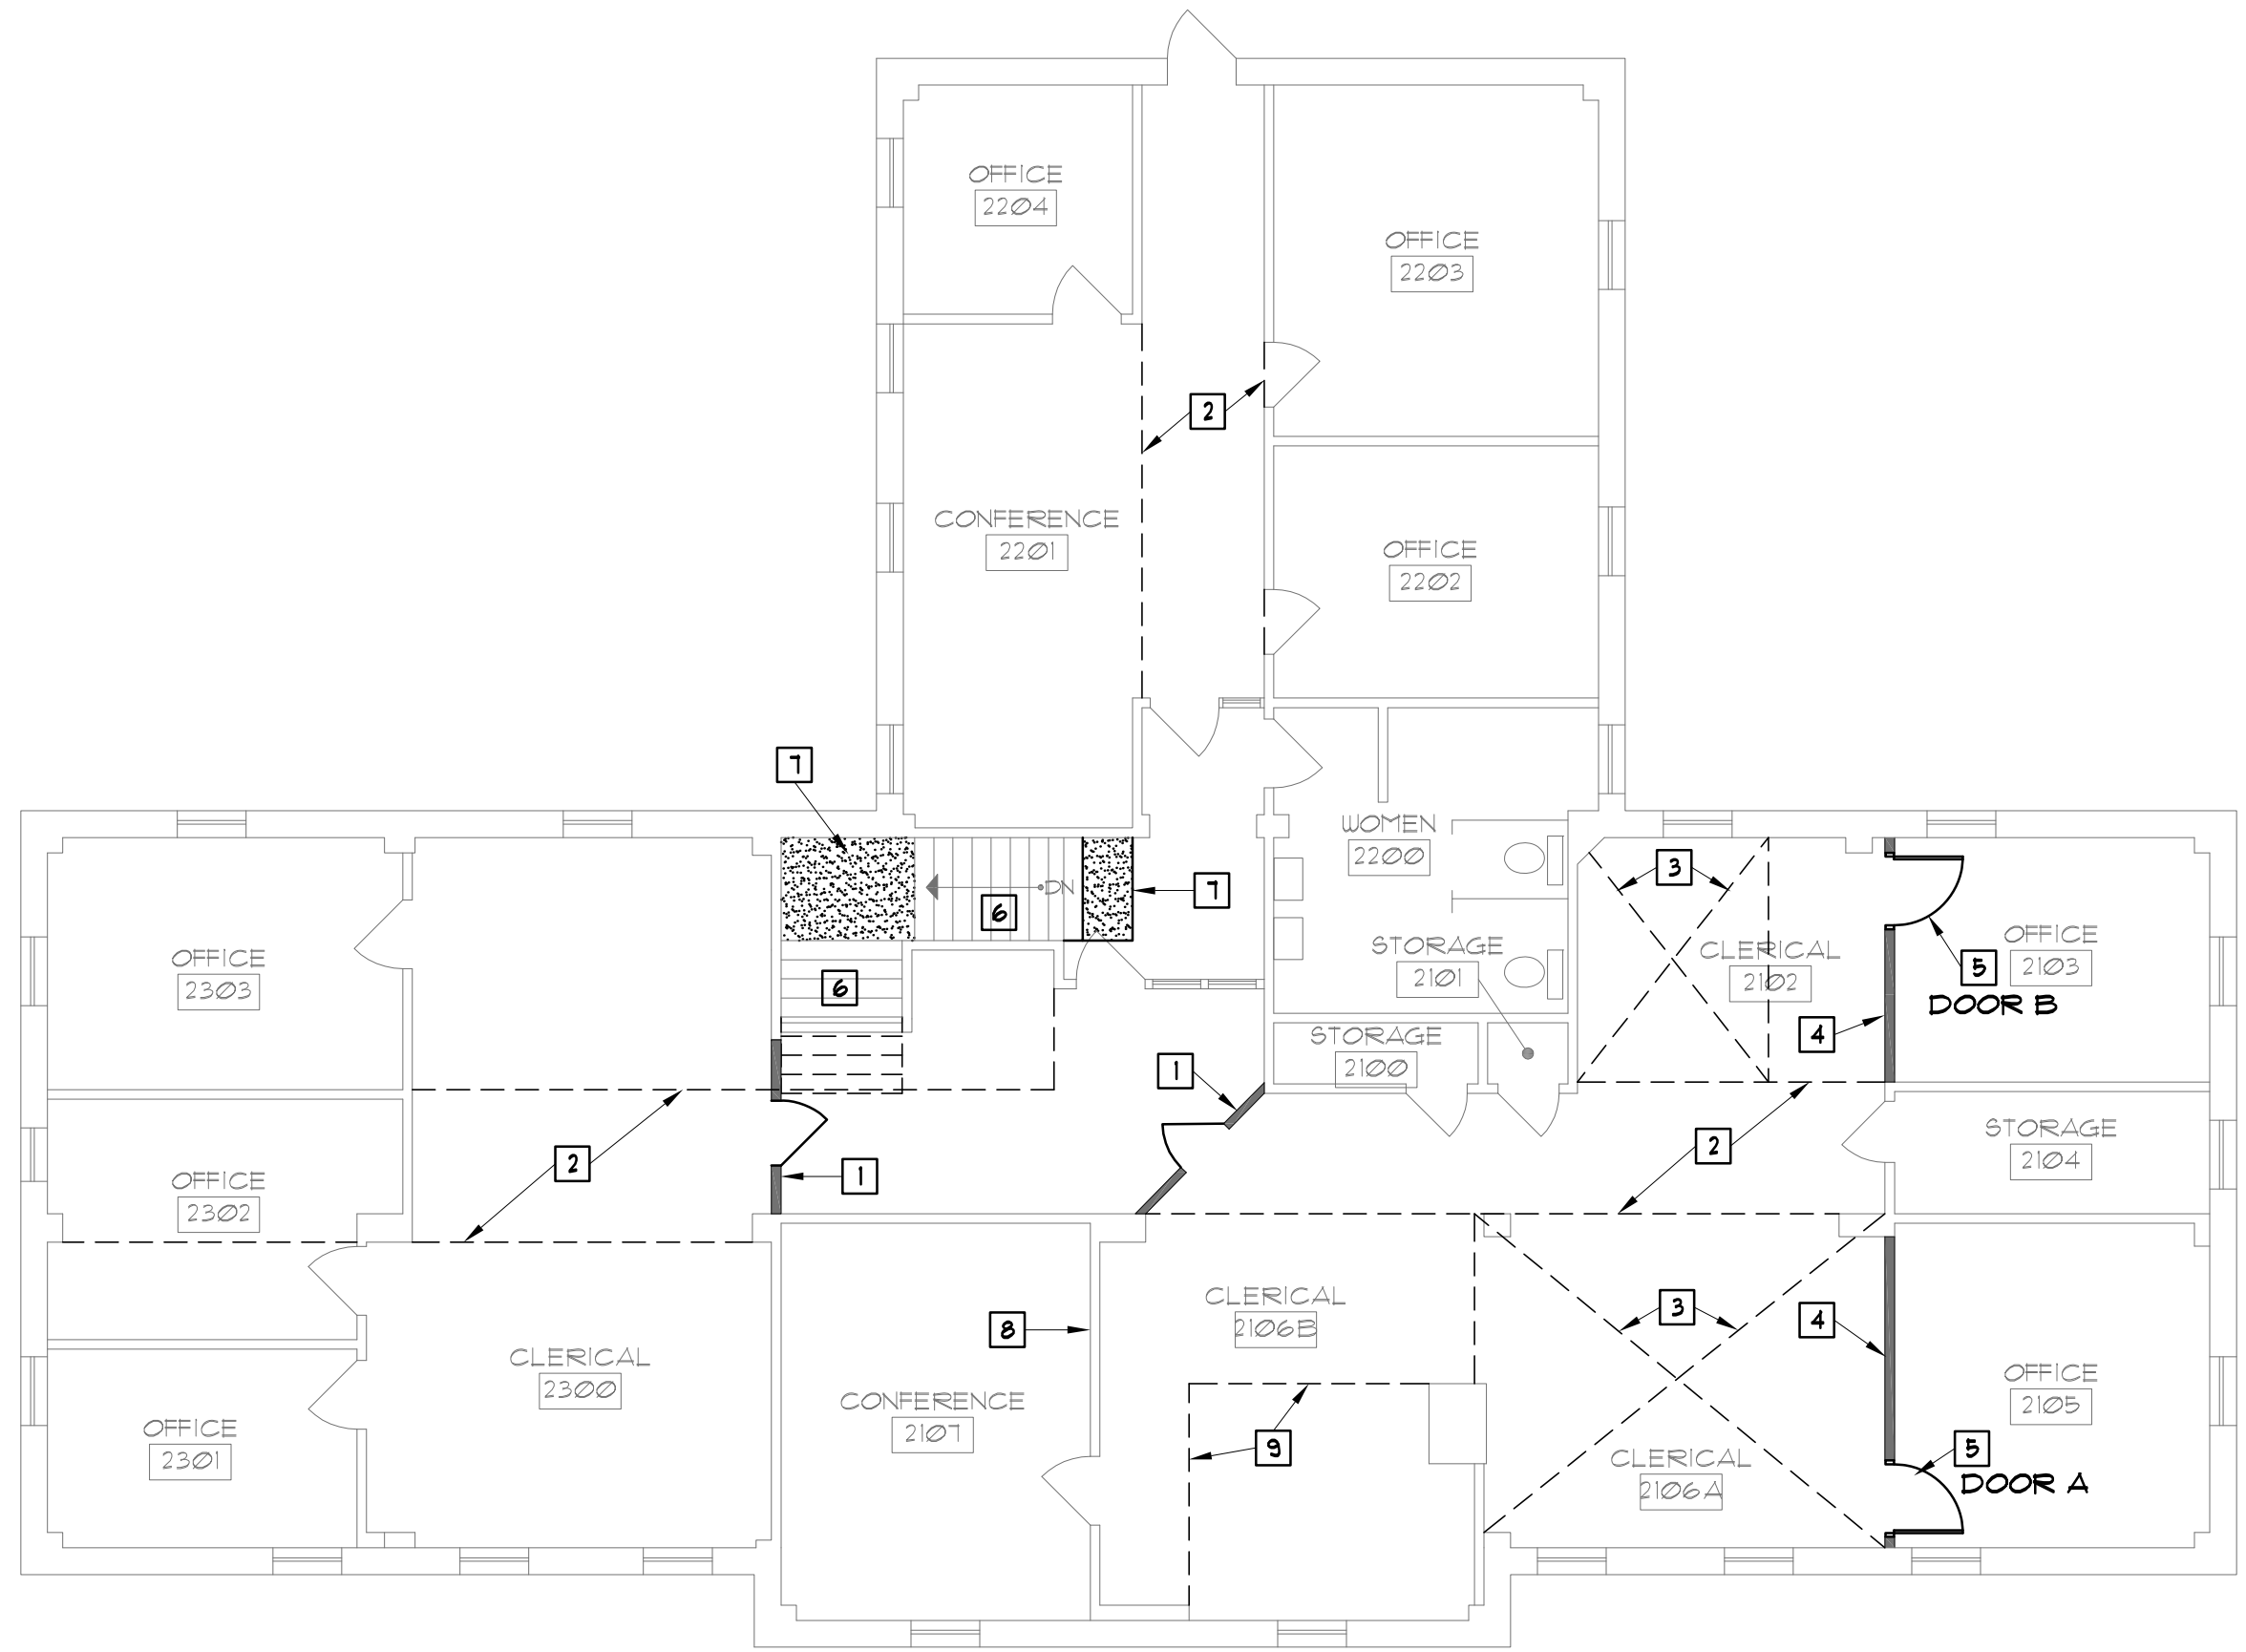 OFFICE
2204
OFFICE
2203
2
CONFERENCE
2201
OFFICE
2202
7
WOMEN
2200
3
DN
7
6
OFFICE
2303
6
STORAGE
2101
CLERICAL
2102
5
OFFICE
2103
DOOR B
4
STORAGE
2100
1
2
1
2
STORAGE
2104
OFFICE
2302
CLERICAL
2106B
3
4
8
CLERICAL
2300
CONFERENCE
2107
OFFICE
2105
OFFICE
2301
9
CLERICAL
2106A
5
DOOR A